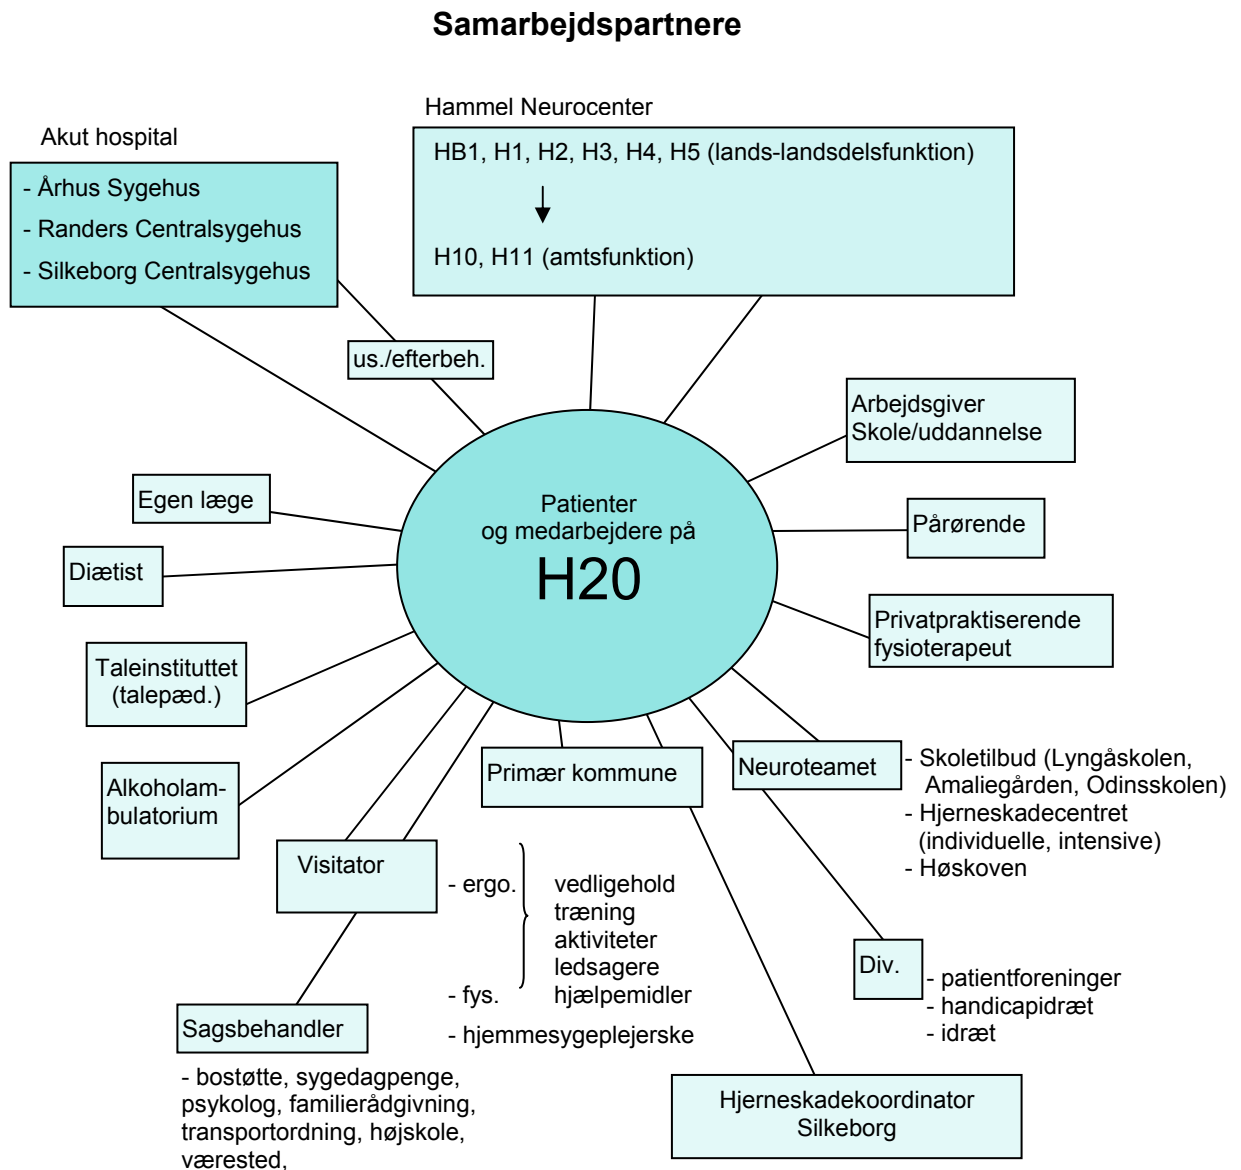 Samarbejdspartnere
Hammel Neurocenter
Akut hospital
HB1, H1, H2, H3, H4, H5 (lands-landsdelsfunktion)
H10, H11 (amtsfunktion)
- Århus Sygehus
- Randers Centralsygehus
- Silkeborg Centralsygehus
us./efterbeh.
Arbejdsgiver
Skole/uddannelse
Egen læge
Patienter
og medarbejdere på
H20
Pårørende
Diætist
Privatpraktiserende
fysioterapeut
Taleinstituttet
(talepæd.)
Alkoholam-
bulatorium
Primær kommune
Neuroteamet
- Skoletilbud (Lyngåskolen,
Amaliegården, Odinsskolen)
- Hjerneskadecentret
(individuelle, intensive)
- Høskoven
Visitator
- ergo.
vedligehold
træning
aktiviteter
ledsagere
- fys.
hjælpemidler
- hjemmesygeplejerske
Div.
- patientforeninger
- handicapidræt
- idræt
Sagsbehandler
- bostøtte, sygedagpenge,
psykolog, familierådgivning,
transportordning, højskole,
værested,
Hjerneskadekoordinator
Silkeborg